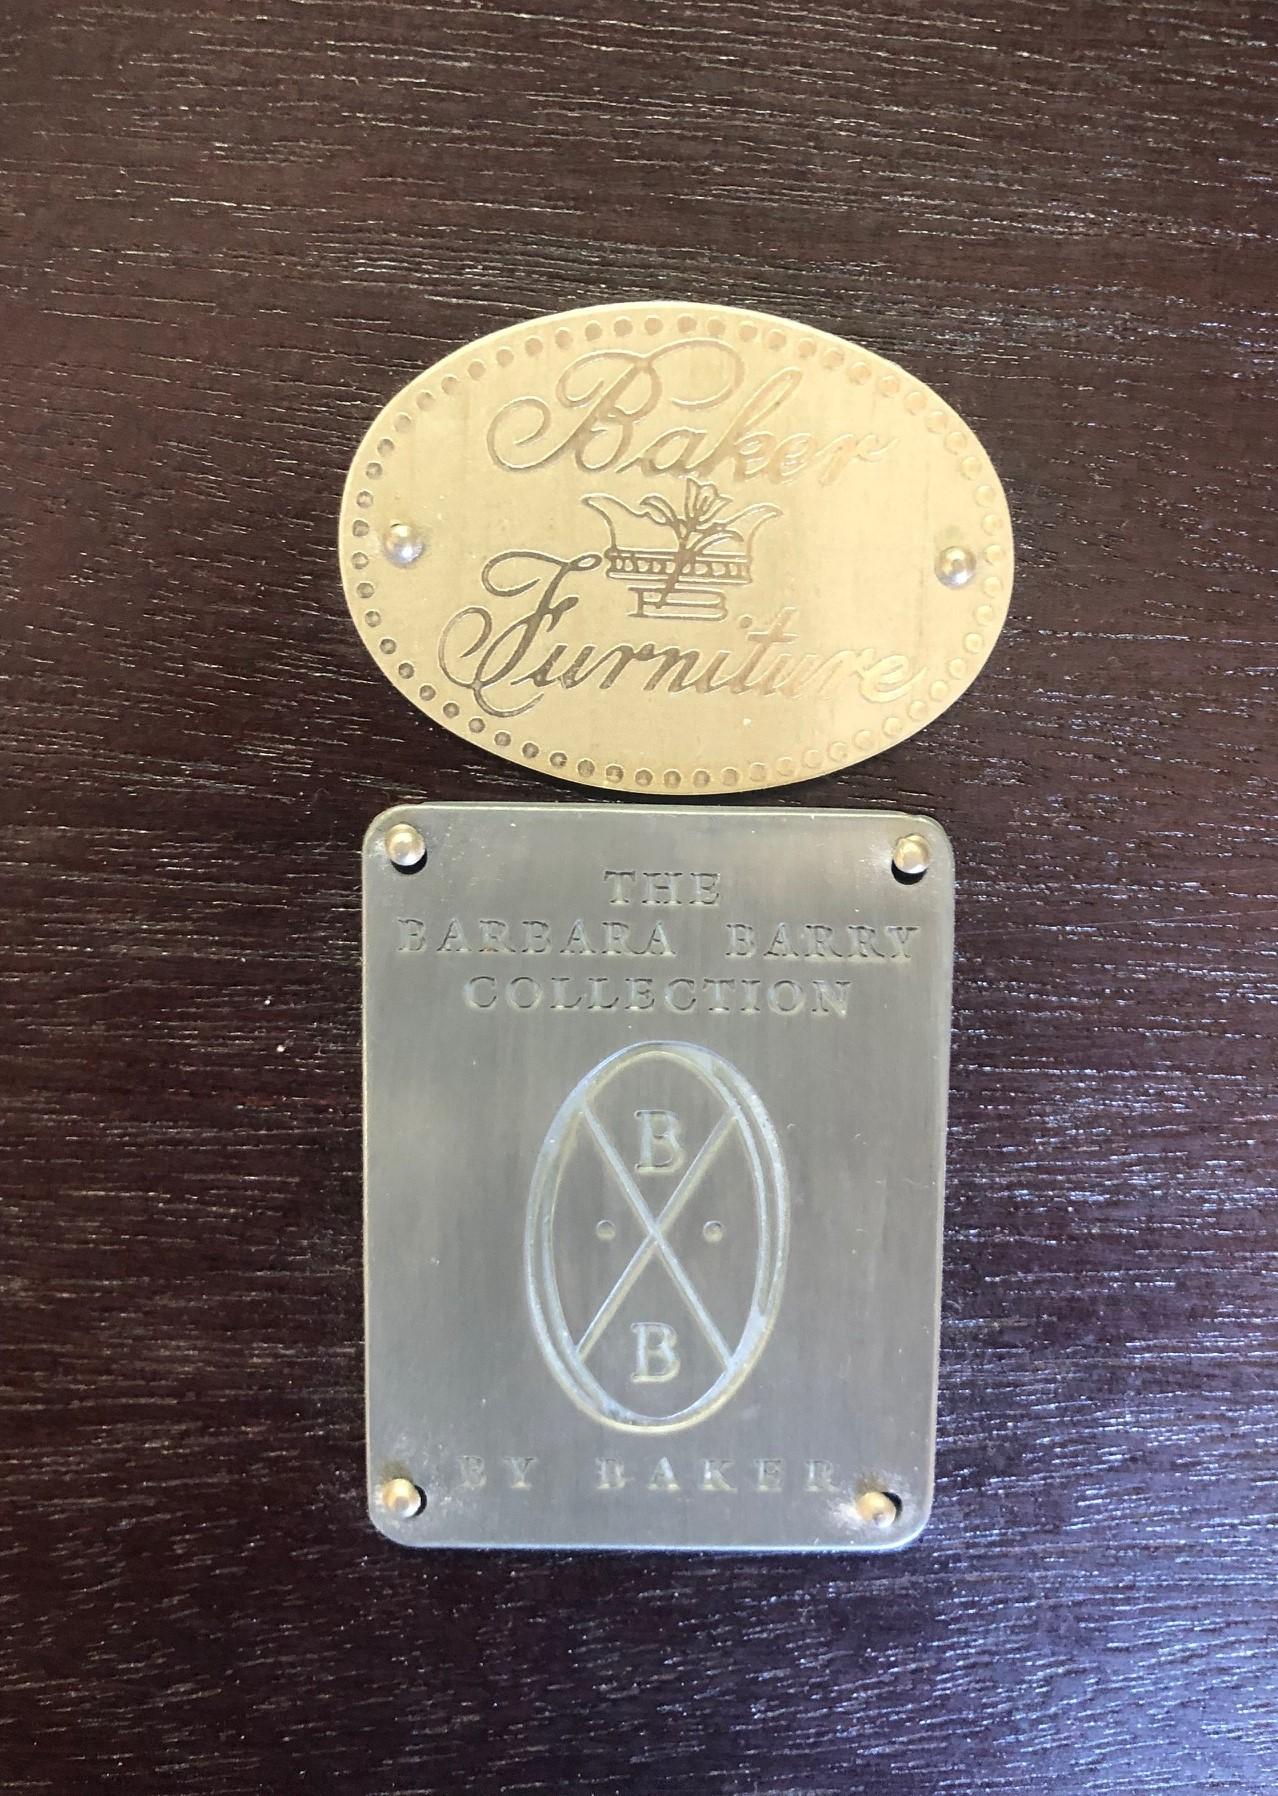 Baker
Furniture
THE
BARBARA BARRY
COLLECTION
B
B
BY BAKER